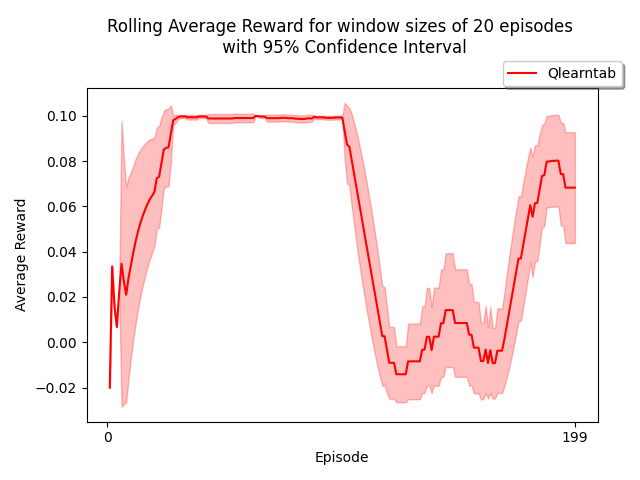 Rolling Average Reward for window sizes of 20 episodes
with 95% Confidence Interval
Qlearntab
0.10
0.08
0.06
0.04
0.02
0.00
−0.02
Average Reward
0
199
Episode